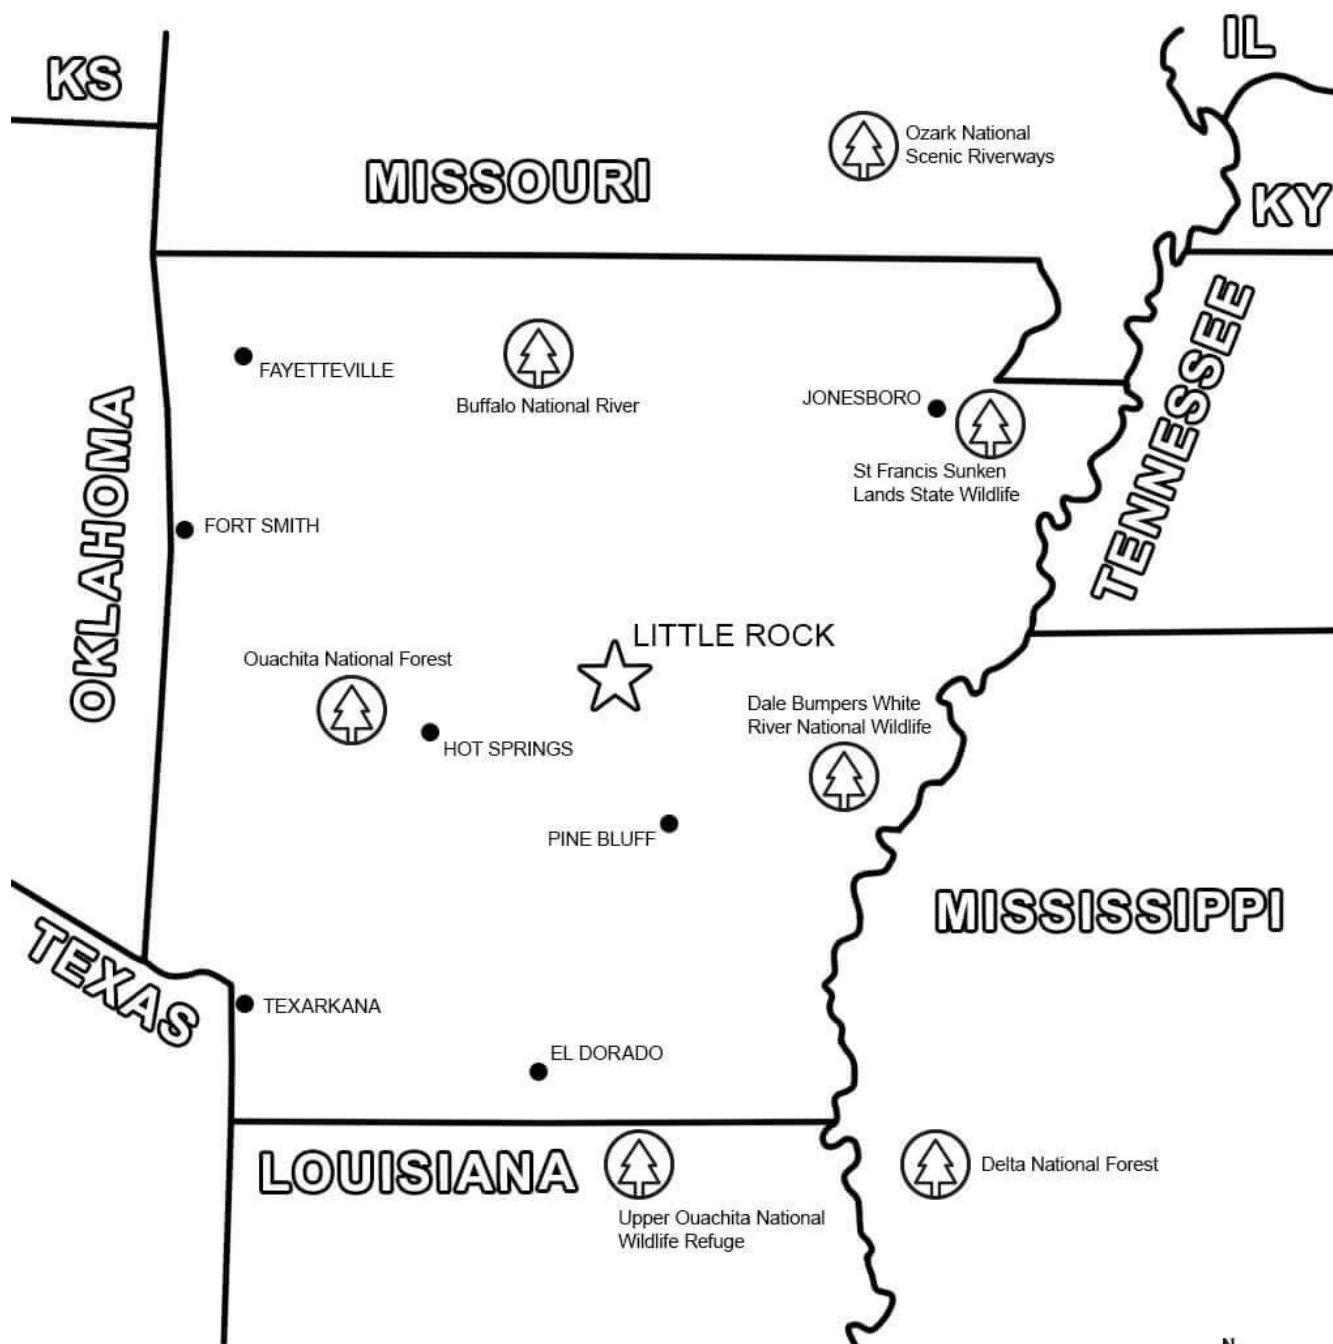 IL
KS
Ozark National
Scenic Riverways
MISSOURI
KY
TENNESSEE
FAYETTEVILLE
Buffalo National River
JONESBORO
OKLAHOMA
St Francis Sunken
Lands State Wildlife
FORT SMITH
LITTLE ROCK
Ouachita National Forest
Dale Bumpers White
River National Wildlife
HOT SPRINGS
PINE BLUFF
MISSISSIPPI
TEXAS
TEXARKANA
EL DORADO
LOUISIANA
Delta National Forest
Upper Ouachita National
Wildlife Refuge
N